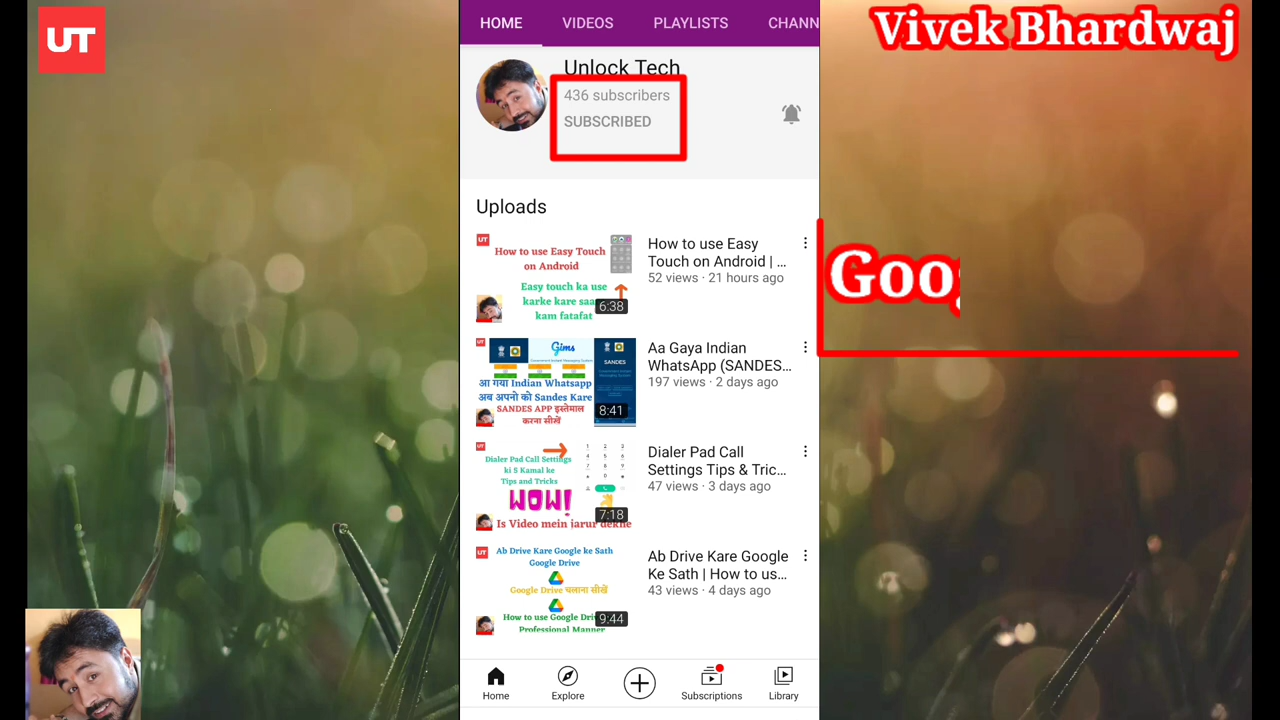 UT
Vivek Bhardwaj
HOME VIDEOS PLAYLISTS CHANN
Unlock Tech
436 subscribers
SUBSCRIBED
Uploads
UT
How to use Easy Touch
on Android
Easy touch ka use
karke kare saa
kam fatafat
6:38
How to use Easy
Touch on Android | ...
52 views · 21 hours ago
Goog
UT
Gims
SANDES
आ गया Indian Whatsapp
अब अपनो को Sandes Kare
SANDES APP इस्तेमाल
करना सीखें
8:41
Aa Gaya Indian
WhatsApp (SANDES...
197 views · 2 days ago
UT
Dialer Pad Call Settings
ki 5 Kamal ke
Tips and Tricks
WOW!
Is Video mein jarur dekhe
7:18
Dialer Pad Call
Settings Tips & Tric...
47 views · 3 days ago
UT
Ab Drive Kare Google ke Sath
Google Drive
Google Drive चलाना सीखें
How to use Google Dri
Professional Manner
9:44
Ab Drive Kare Google
Ke Sath | How to us...
43 views · 4 days ago
Home Explore Subscriptions Library